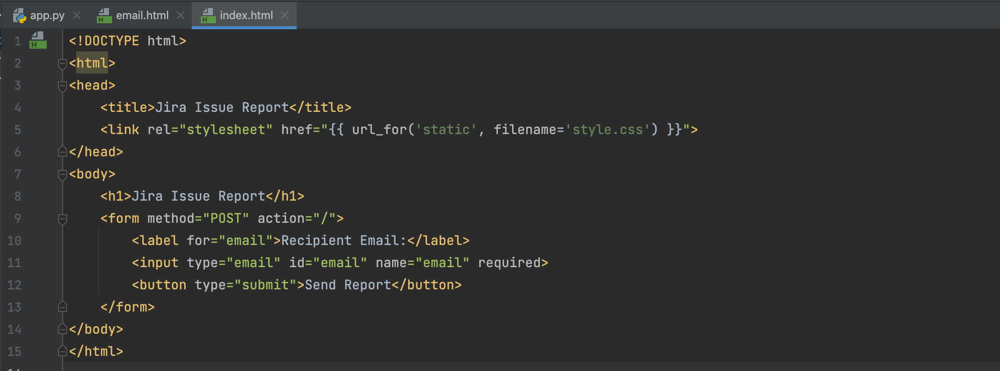 app.py email.html index.html
1 <!DOCTYPE html>
2 <html>
3 <head>
4 <title>Jira Issue Report</title>
5 <link rel="stylesheet" href="{{ url_for('static', filename='style.css') }}">
6 </head>
7 <body>
8 <h1>Jira Issue Report</h1>
9 <form method="POST" action="/">
10 <label for="email">Recipient Email:</label>
11 <input type="email" id="email" name="email" required>
12 <button type="submit">Send Report</button>
13 </form>
14 </body>
15 </html>